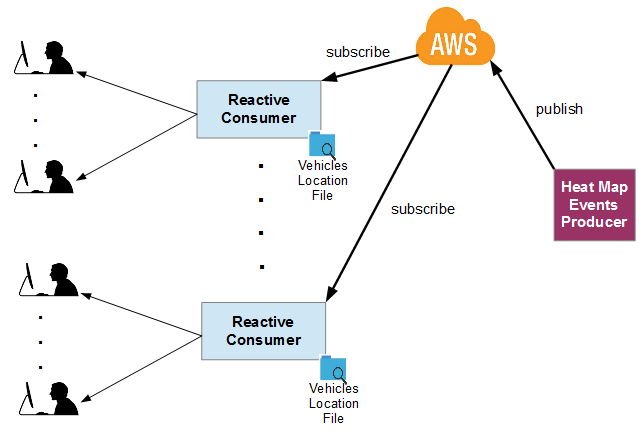 AWS
subscribe
publish
Reactive
Consumer
Vehicles
Location
File
subscribe
Heat Map
Events
Producer
Reactive
Consumer
Vehicles
Location
File